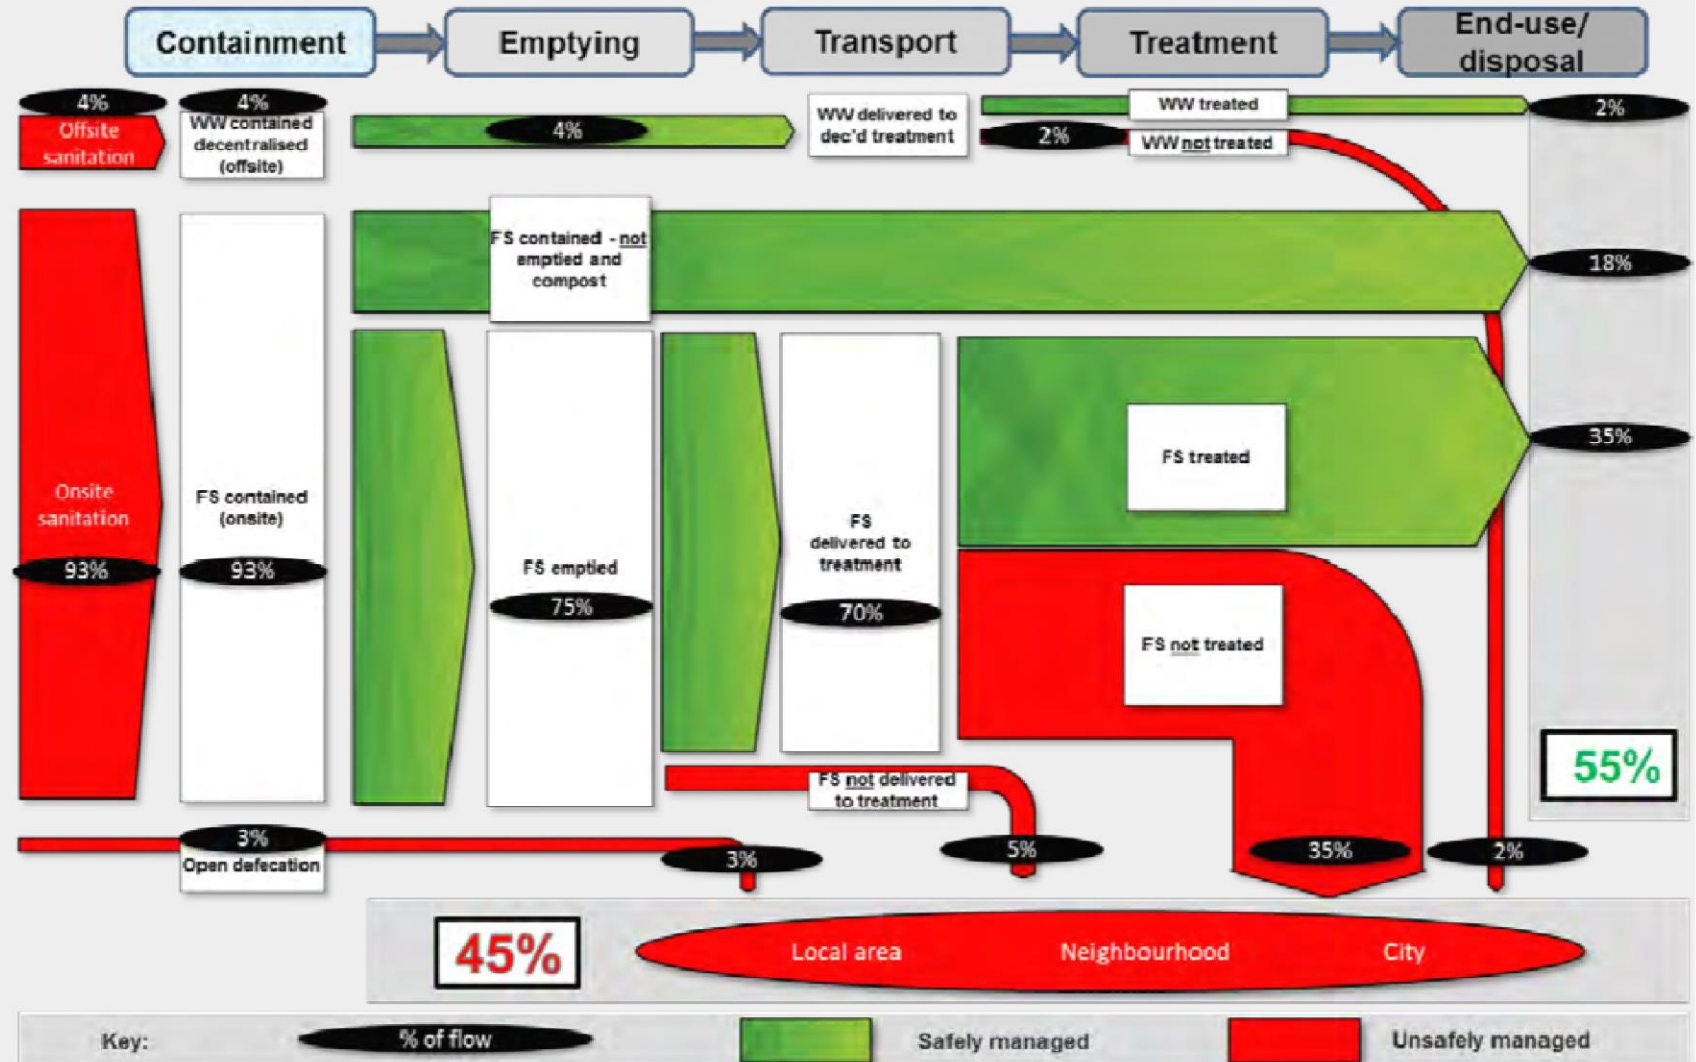 Containment
Emptying
Transport
Treatment
End-use/
disposal
4%
Offsite
sanitation
4%
WW contained
decentralised
(offsite)
4%
WW delivered to
dec'd treatment
WW treated
2%
WW not treated
2%
FS contained - not
emptied and
compost
18%
Onsite
sanitation
93%
FS contained
(onsite)
93%
FS emptied
75%
FS
delivered to
treatment
70%
FS treated
35%
FS not treated
55%
FS not delivered
to treatment
3%
Open defecation
3%
5%
35%
2%
45%
Local area
Neighbourhood
City
Key:
% of flow
Safely managed
Unsafely managed